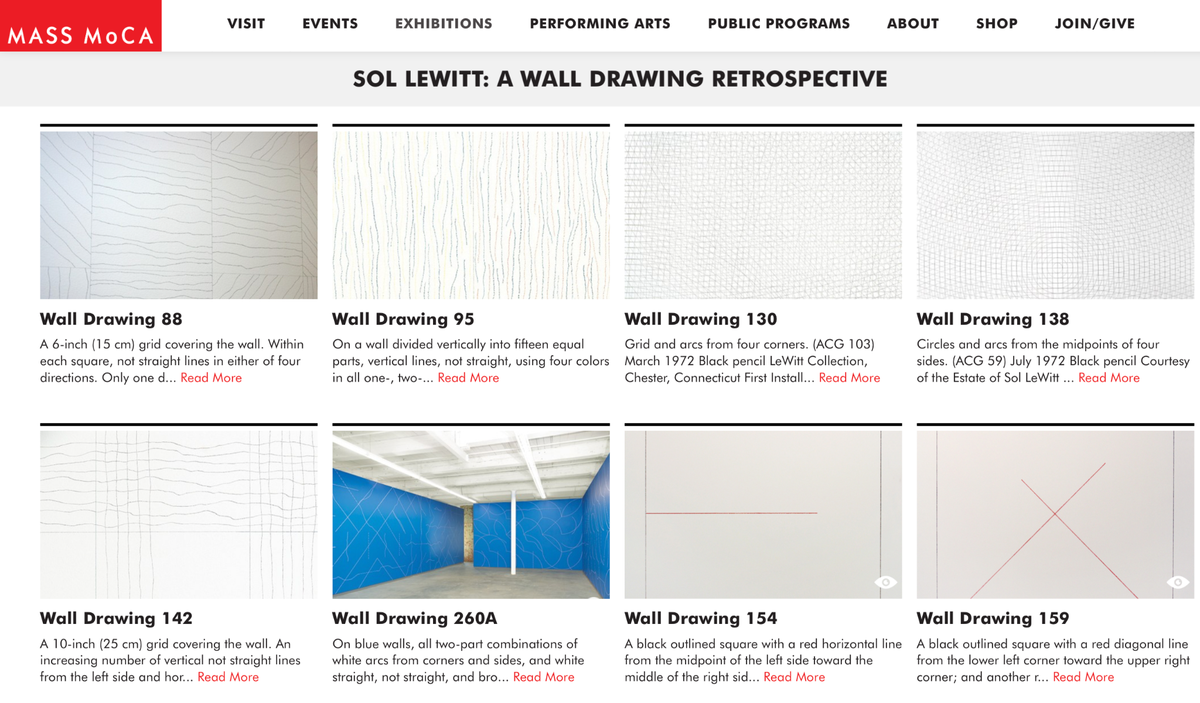 MASS MoCA
VISIT
EVENTS
EXHIBITIONS
PERFORMING ARTS
PUBLIC PROGRAMS
ABOUT
SHOP
JOIN/GIVE
SOL LEWITT: A WALL DRAWING RETROSPECTIVE
Wall Drawing 88
A 6-inch (15 cm) grid covering the wall. Within
each square, not straight lines in either of four
directions. Only one d... Read More
Wall Drawing 95
On a wall divided vertically into fifteen equal
parts, vertical lines, not straight, using four colors
in all one-, two-... Read More
Wall Drawing 130
Grid and arcs from four corners. (ACG 103)
March 1972 Black pencil LeWitt Collection,
Chester, Connecticut First Install... Read More
Wall Drawing 138
Circles and arcs from the midpoints of four
sides. (ACG 59) July 1972 Black pencil Courtesy
of the Estate of Sol LeWitt ... Read More
Wall Drawing 142
A 10-inch (25 cm) grid covering the wall. An
increasing number of vertical not straight lines
from the left side and hor... Read More
Wall Drawing 260A
On blue walls, all two-part combinations of
white arcs from corners and sides, and white
straight, not straight, and bro... Read More
Wall Drawing 154
A black outlined square with a red horizontal line
from the midpoint of the left side toward the
middle of the right sid... Read More
Wall Drawing 159
A black outlined square with a red diagonal line
from the lower left corner toward the upper right
corner; and another r... Read More